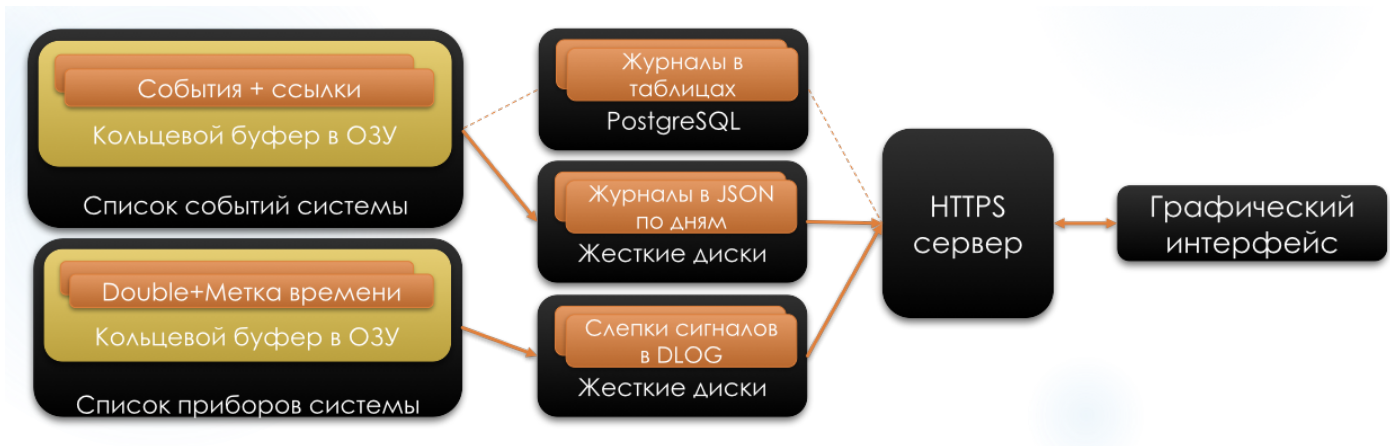 События + ссылки
Кольцевой буфер в ОЗУ
Список событий системы
Double+Метка времени
Кольцевой буфер в ОЗУ
Список приборов системы
Журналы в
таблицах
PostgreSQL
Журналы в JSON
по дням
Жесткие диски
Слепки сигналов
в DLOG
Жесткие диски
HTTPS
сервер
Графический
интерфейс